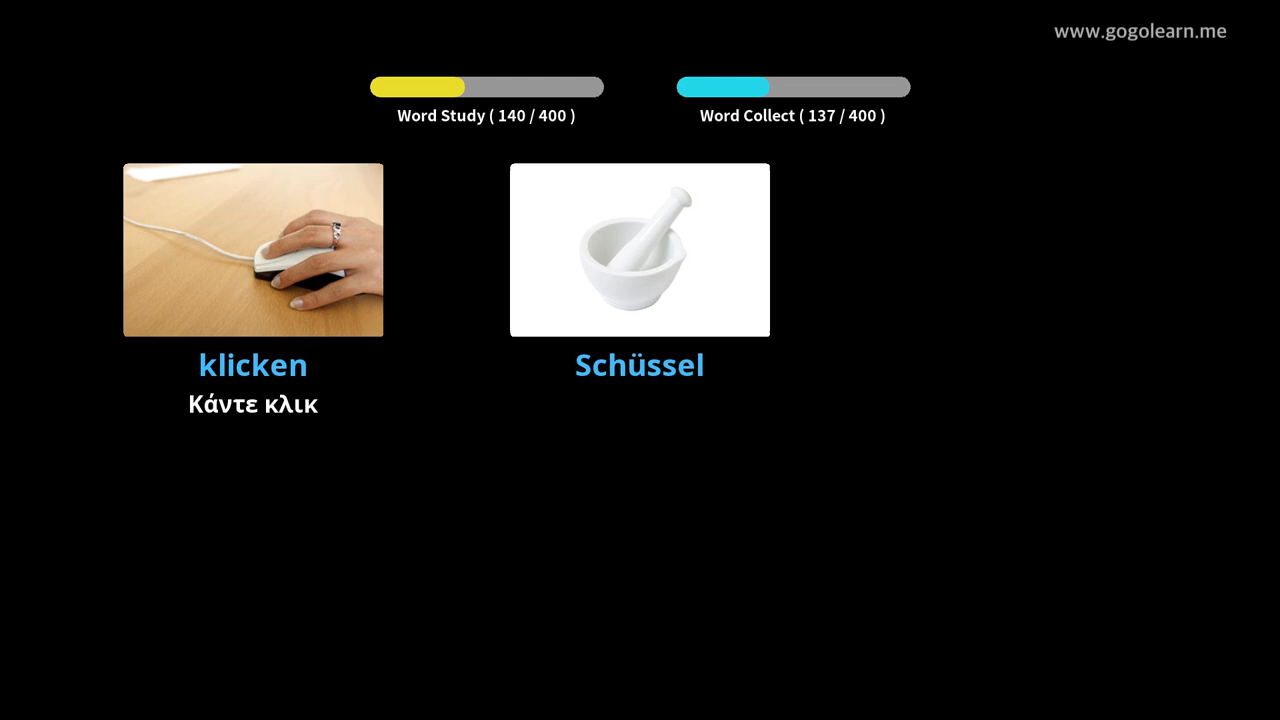 www.gogolearn.me
Word Study ( 140 / 400 )
Word Collect ( 137 / 400 )
klicken
Κάντε κλικ
Schüssel